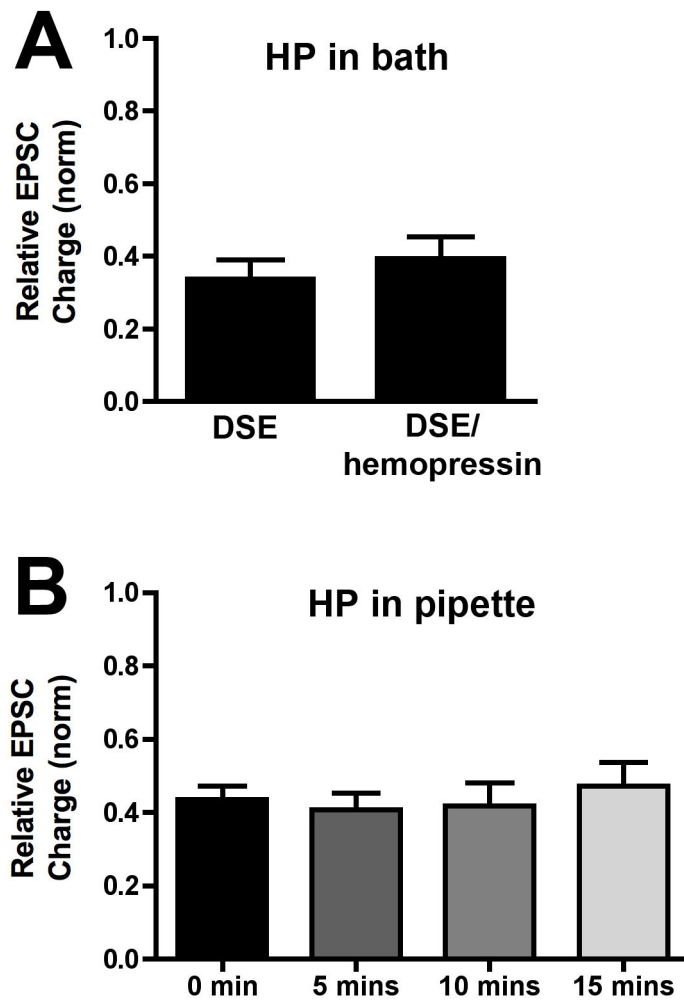 A
HP in bath
Relative EPSC
Charge (norm)
1.0
0.8
0.6
0.4
0.2
0.0
DSE
DSE/
hemopressin
B
HP in pipette
Relative EPSC
Charge (norm)
1.0
0.8
0.6
0.4
0.2
0.0
0 min
5 mins
10 mins
15 mins